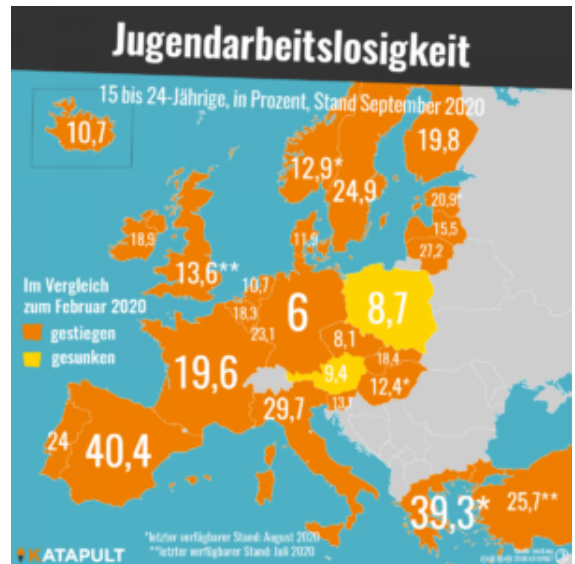 Jugendarbeitslosigkeit
15 bis 24-Jährige, in Prozent, Stand September 2020
10,7
19,8
12,9*
24,9
20,9*
15,5
27,2
18,9
11,9
13,6**
Im Vergleich
zum Februar 2020
gestiegen
gesunken
10,7
18,3
23,1
6
8,7
8,1
18,4
9,4
12,4*
19,6
29,7
24
40,4
39,3*
25,7**
*letzter verfügbarer Stand: August 2020
**letzter verfügbarer Stand: Juli 2020
KATAPULT